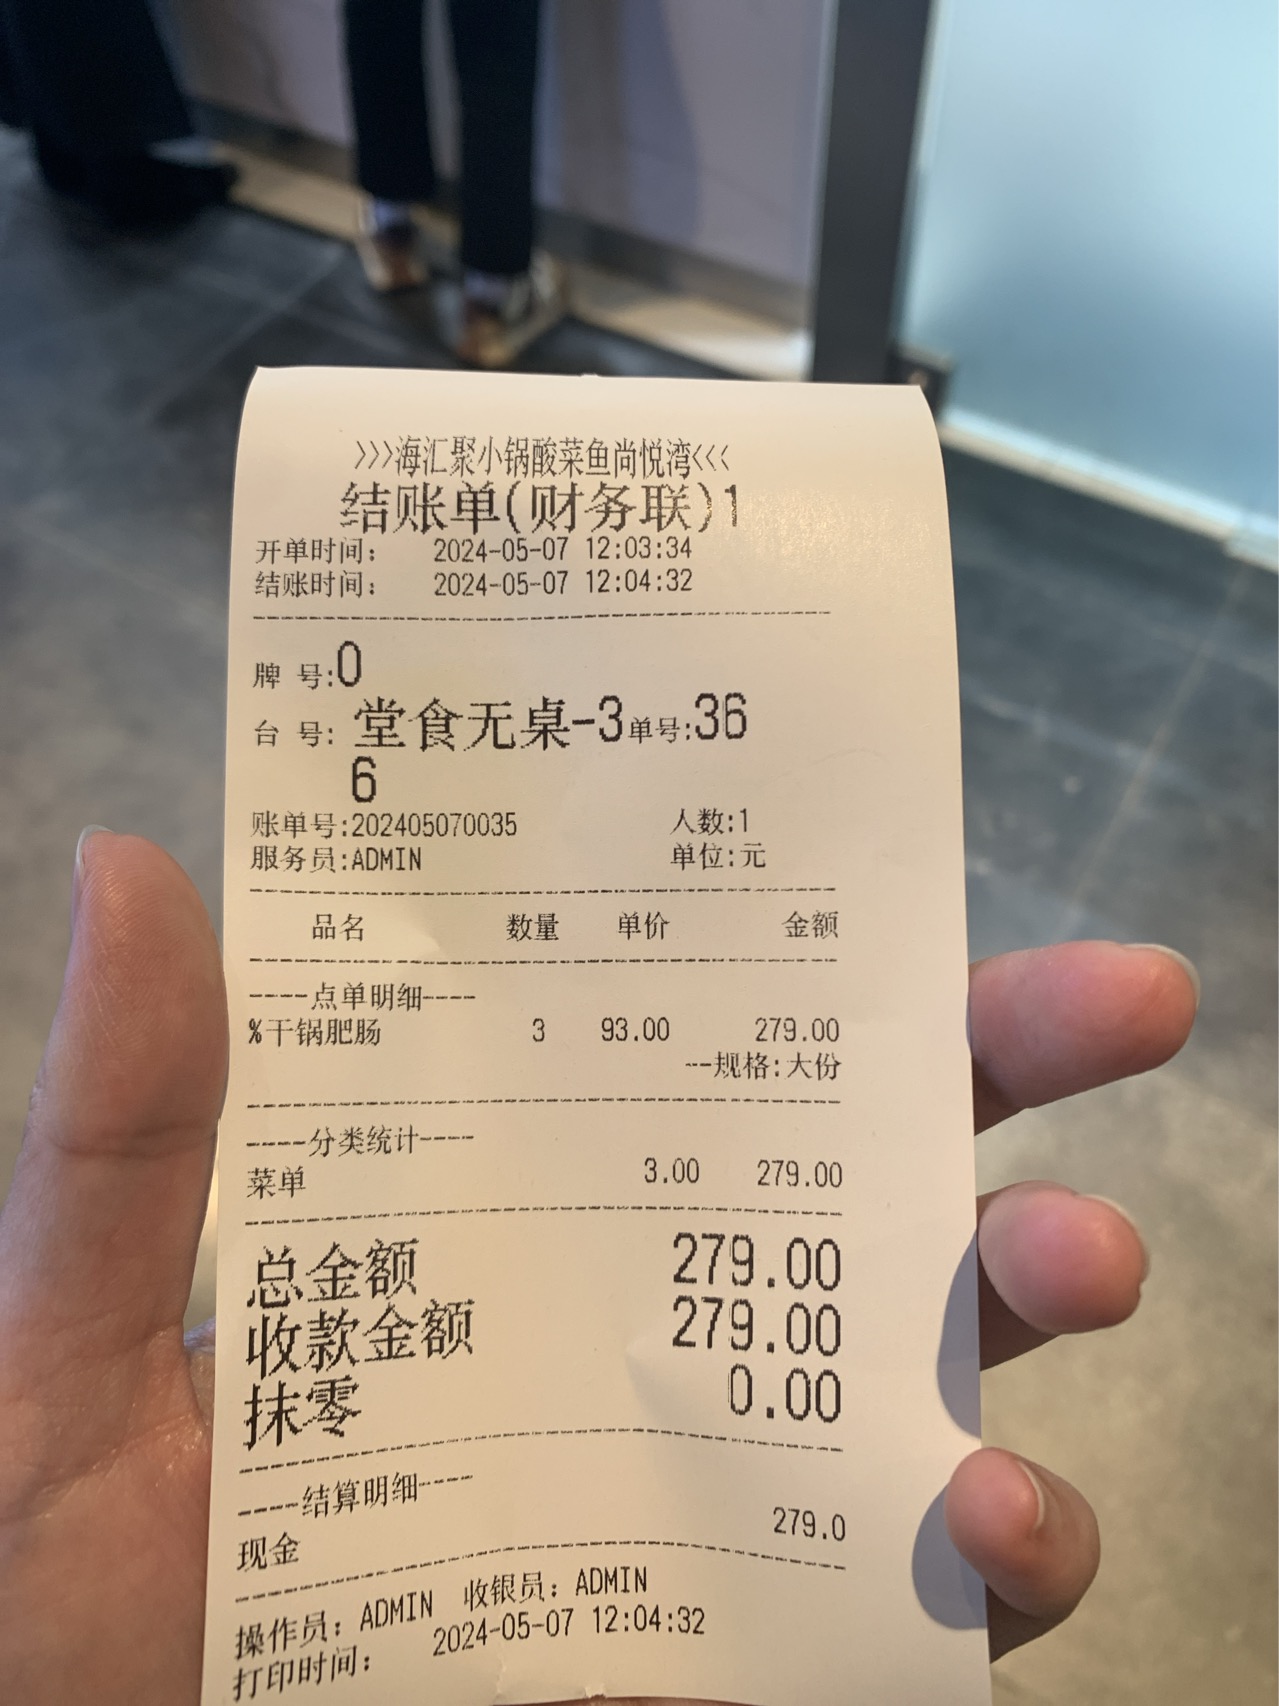 >>>海汇聚小锅酸菜鱼尚悦湾<<<
结账单(财务联)1
开单时间: 2024-05-07 12:03:34
结账时间: 2024-05-07 12:04:32
牌 号:0
台 号: 堂食无桌-3单号:36
6
账单号:202405070035 人数:1
服务员:ADMIN 单位:元
品名 数量 单价 金额
----点单明细----
%干锅肥肠 3 93.00 279.00
--规格:大份
----分类统计----
菜单 3.00 279.00
总金额 279.00
收款金额 279.00
抹零 0.00
----结算明细----
现金 279.0
操作员: ADMIN 收银员: ADMIN
打印时间: 2024-05-07 12:04:32